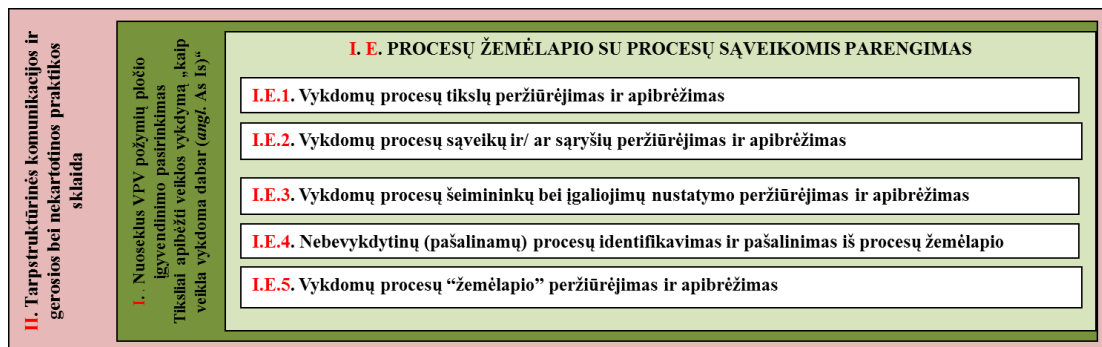 II. Tarpstruktūrinės komunikacijos ir
gerosios bei nekartotinos praktikos
sklaida
I. . Nuoseklus VPV požymių pločio
įgyvendinimo pasirinkimas
Tiksliai apibėžti veiklos vykdymą „kaip
veikla vykdoma dabar (angl. As Is)“
I. E. PROCESŲ ŽEMĖLAPIO SU PROCESŲ SĄVEIKOMIS PARENGIMAS
I.E.1. Vykdomų procesų tikslų peržiūrėjimas ir apibrėžimas
I.E.2. Vykdomų procesų sąveikų ir/ ar sąryšių peržiūrėjimas ir apibrėžimas
I.E.3. Vykdomų procesų šeimininkų bei įgaliojimų nustatymo peržiūrėjimas ir apibrėžimas
I.E.4. Nebevykdytinų (pašalinamų) procesų identifikavimas ir pašalinimas iš procesų žemėlapio
I.E.5. Vykdomų procesų “žemėlapio” peržiūrėjimas ir apibrėžimas